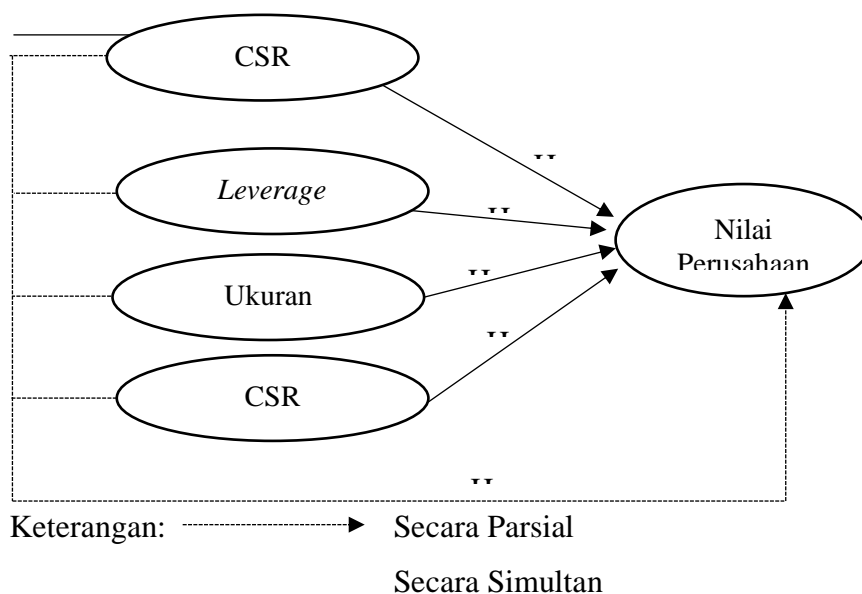 CSR
Leverage
Ukuran
CSR
Nilai
Perusahaan
Keterangan:
Secara Parsial
Secara Simultan